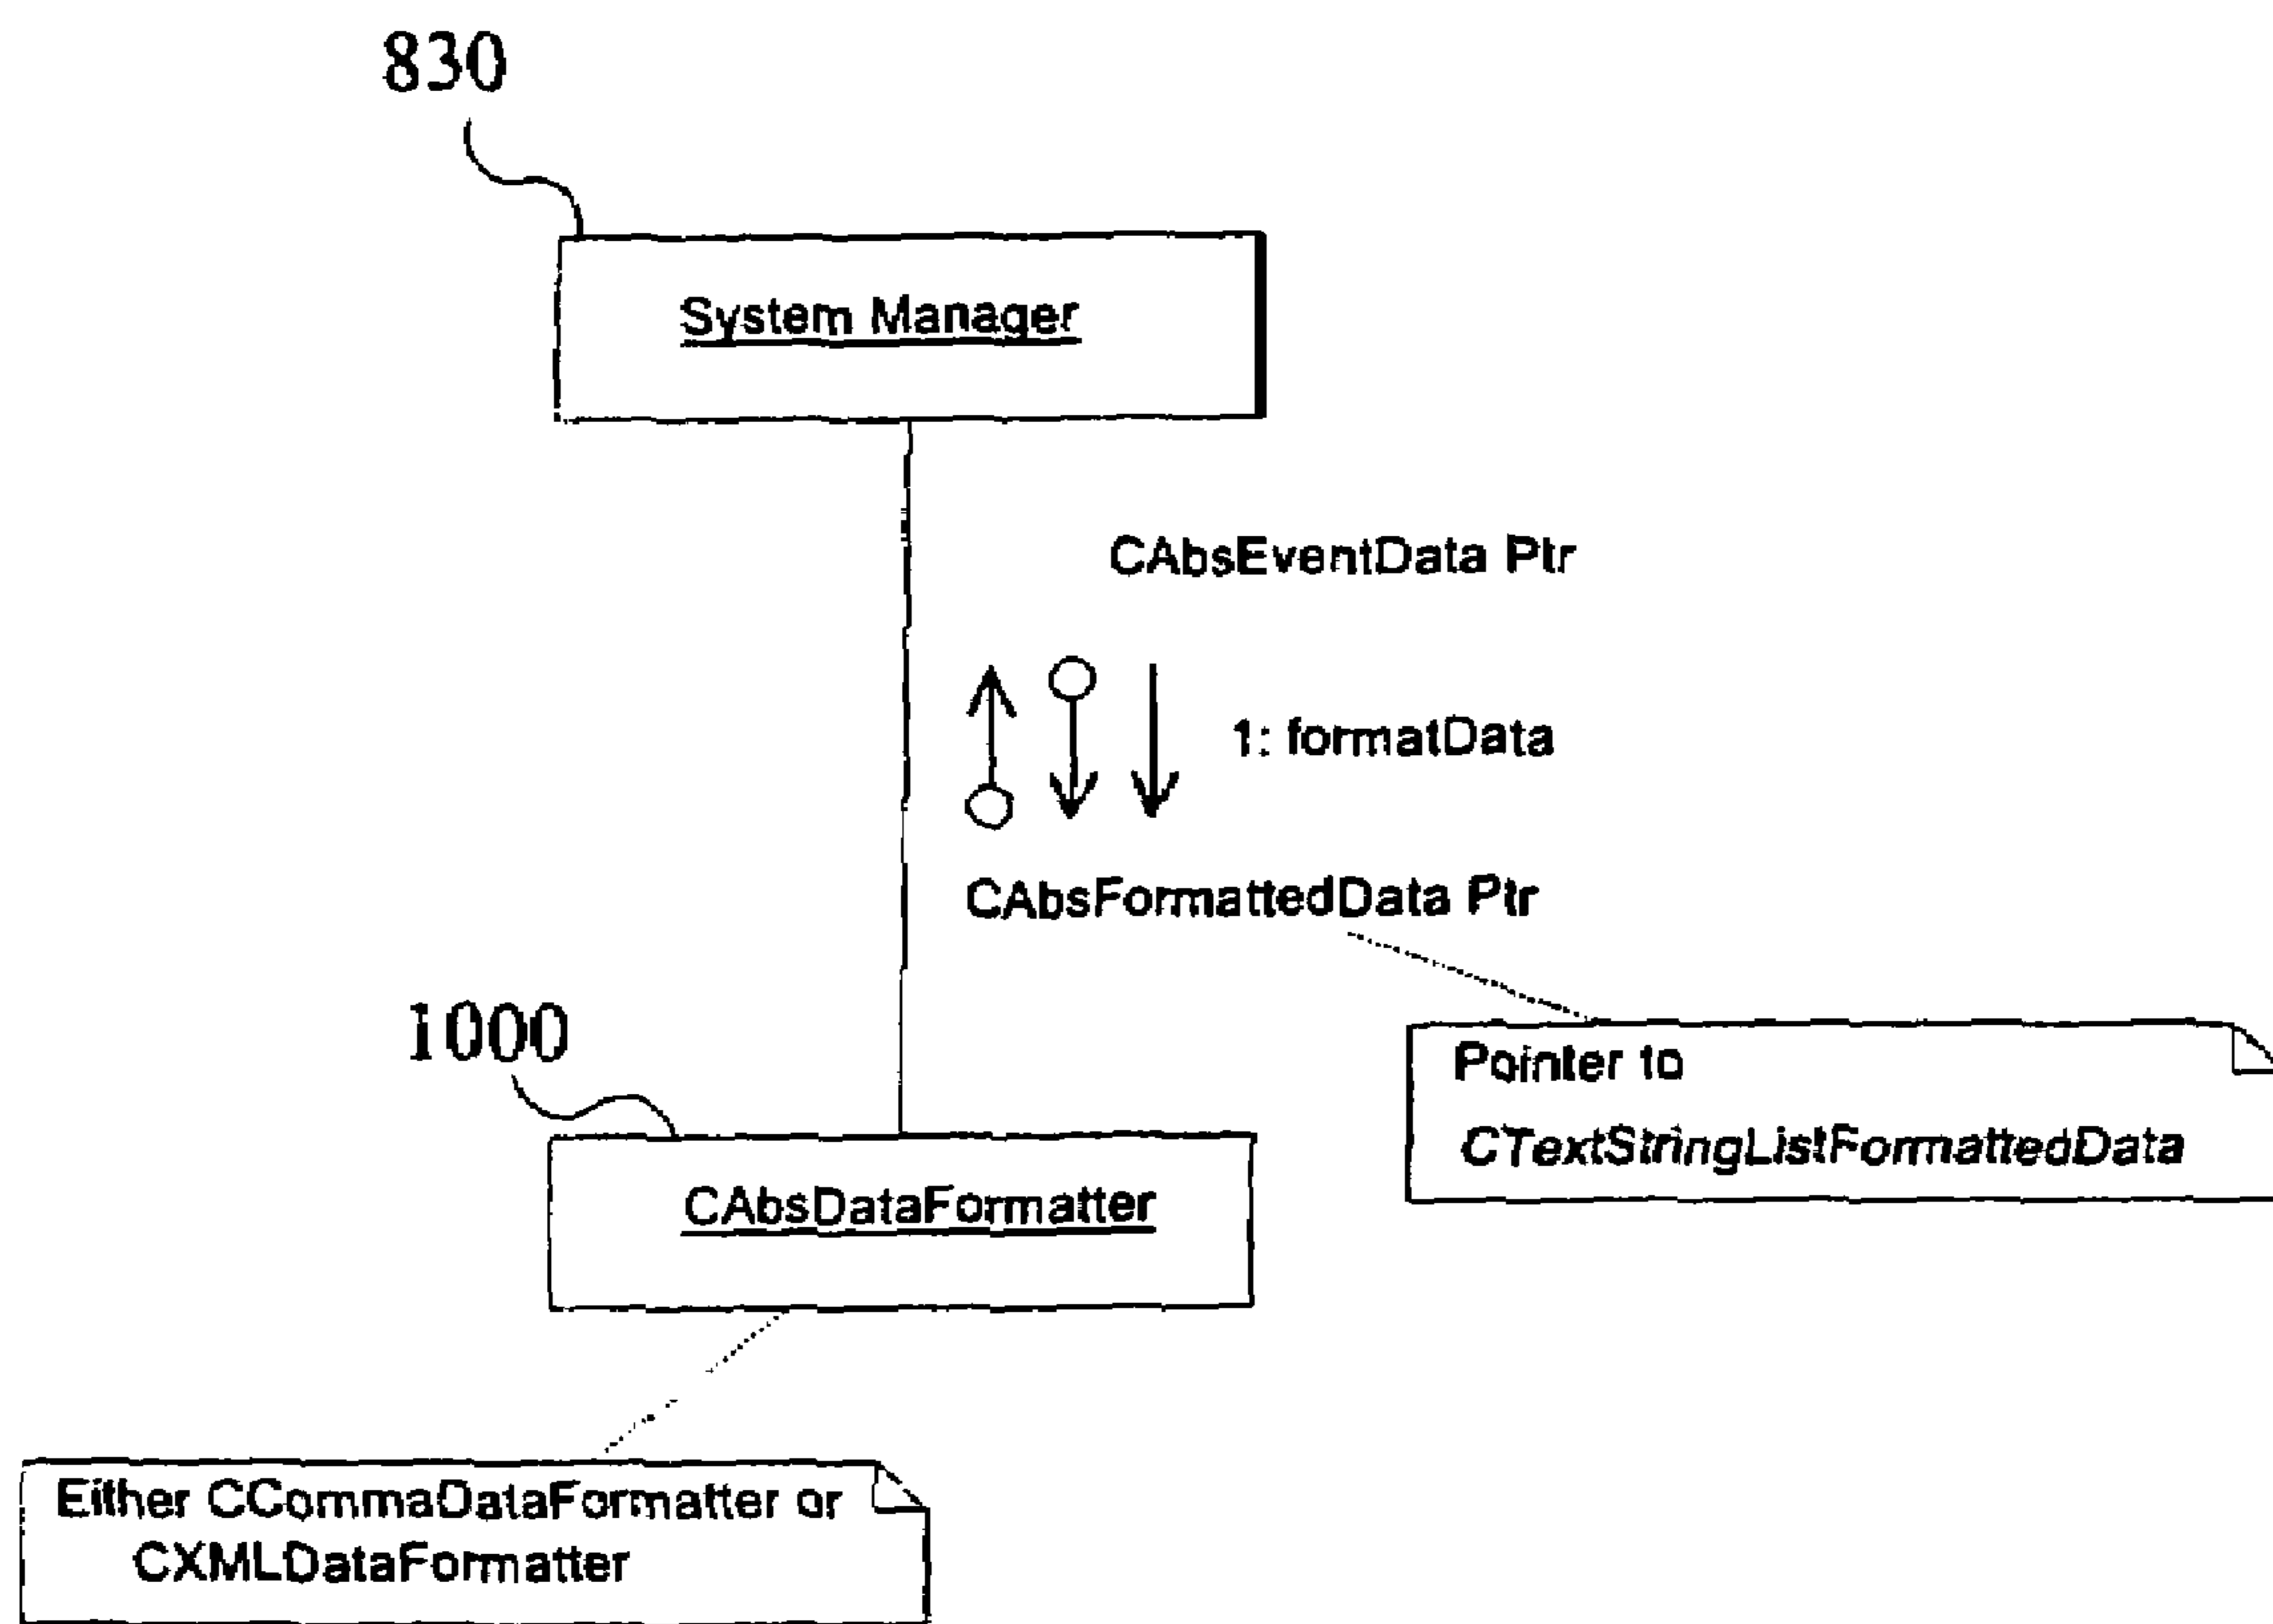 830
System Manager
CAbsEventData Ptr
1: formatData
CAbsFormattedData Ptr
1000
Pointer to
CTextStringListFormattedData
CAbsDataFormatter
Either CCommaDataFormatter or
CXMLDataFormatter